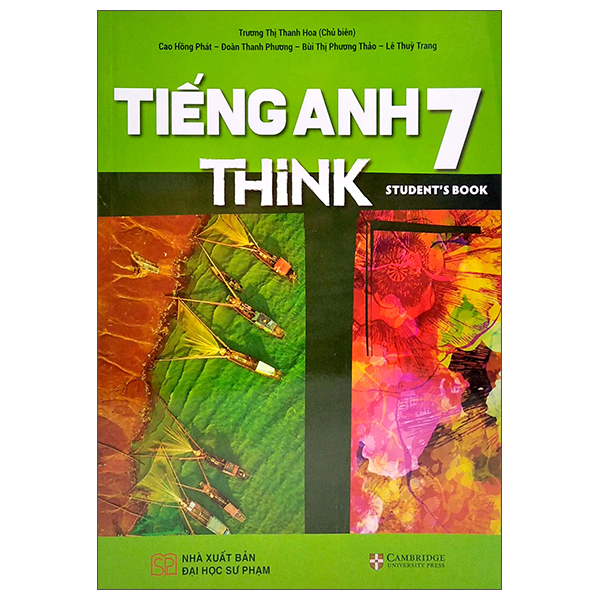 Trương Thị Thanh Hoa (Chủ biên)
Cao Hồng Phát – Đoàn Thanh Phương – Bùi Thị Phương Thảo – Lê Thuỳ Trang
TIẾNG ANH 7
THiNK
STUDENT'S BOOK
SP
NHÀ XUẤT BẢN
ĐẠI HỌC SƯ PHẠM
CAMBRIDGE
UNIVERSITY PRESS